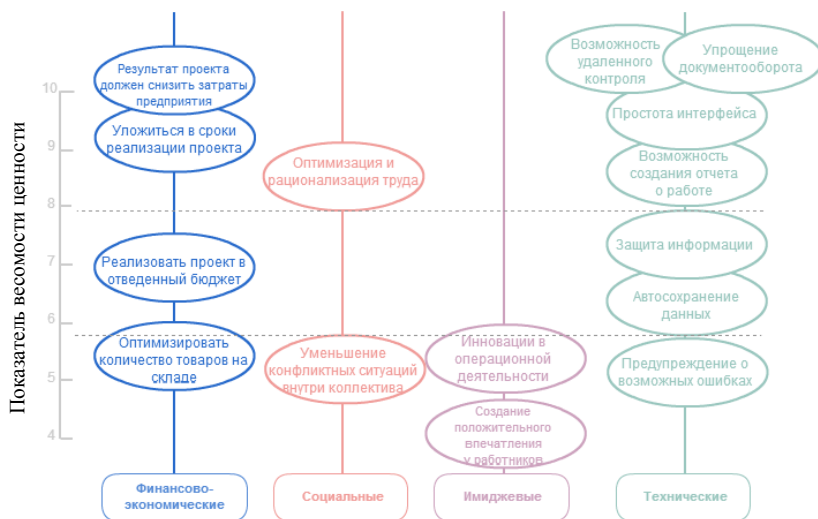 Показатель весомости ценности
10
9
8
7
6
5
4
Результат проекта
должен снизить затраты
предприятия
Уложиться в сроки
реализации проекта
Реализовать проект в
отведенный бюджет
Оптимизировать
количество товаров на
складе
Финансово-
экономические
Оптимизация и
рационализация труда
Уменьшение
конфликтных ситуаций
внутри коллектива
Социальные
Инновации в
операционной
деятельности
Создание
положительного
впечатления
у работников
Имиджевые
Возможность
удаленного
контроля
Упрощение
документооборота
Простота интерфейса
Возможность
создания отчета
о работе
Защита информации
Автосохранение
данных
Предупреждение о
возможных ошибках
Технические